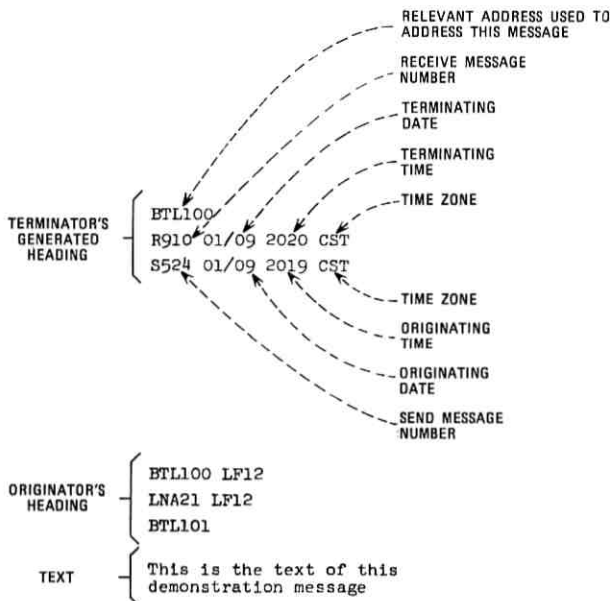 RELEVANT ADDRESS USED TO
ADDRESS THIS MESSAGE
RECEIVE MESSAGE
NUMBER
TERMINATING
DATE
TERMINATING
TIME
TIME ZONE
TERMINATOR'S
GENERATED
HEADING
BTL100
R910 01/09 2020 CST
S524 01/09 2019 CST
TIME ZONE
ORIGINATING
TIME
ORIGINATING
DATE
SEND MESSAGE
NUMBER
ORIGINATOR'S
HEADING
BTL100 LF12
LNA21 LF12
BTL101
TEXT
This is the text of this
demonstration message